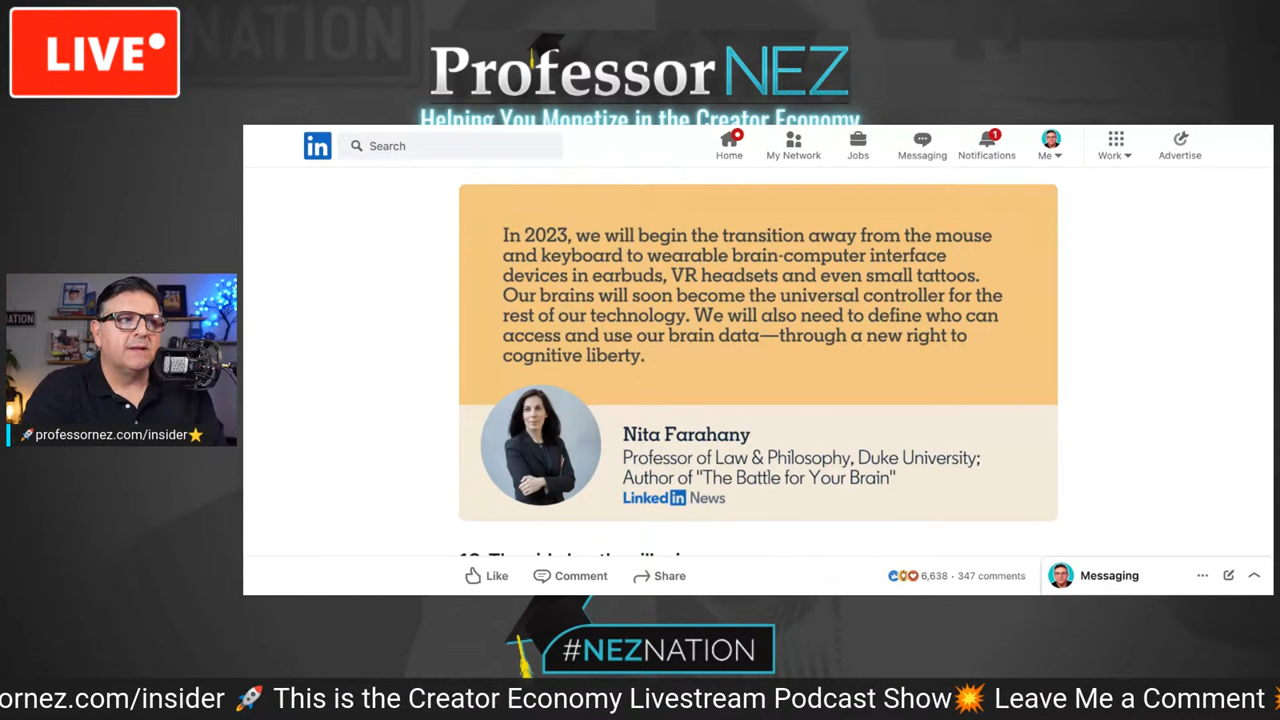 NATION
LIVE
Professor NEZ
Helping You Monetize in the Creator Economy
in
Search
Home
My Network
Jobs
Messaging
1
Notifications
Me
Work
Advertise
In 2023, we will begin the transition away from the mouse
and keyboard to wearable brain-computer interface
devices in earbuds, VR headsets and even small tattoos.
Our brains will soon become the universal controller for the
rest of our technology. We will also need to define who can
access and use our brain data—through a new right to
cognitive liberty.
Nita Farahany
Professor of Law & Philosophy, Duke University;
Author of "The Battle for Your Brain"
LinkedIn News
Like
Comment
Share
6,638 · 347 comments
Messaging
NATION
🚀professornez.com/insider⭐
#NEZNATION
ornez.com/insider 🚀 This is the Creator Economy Livestream Podcast Show💥 Leave Me a Comment